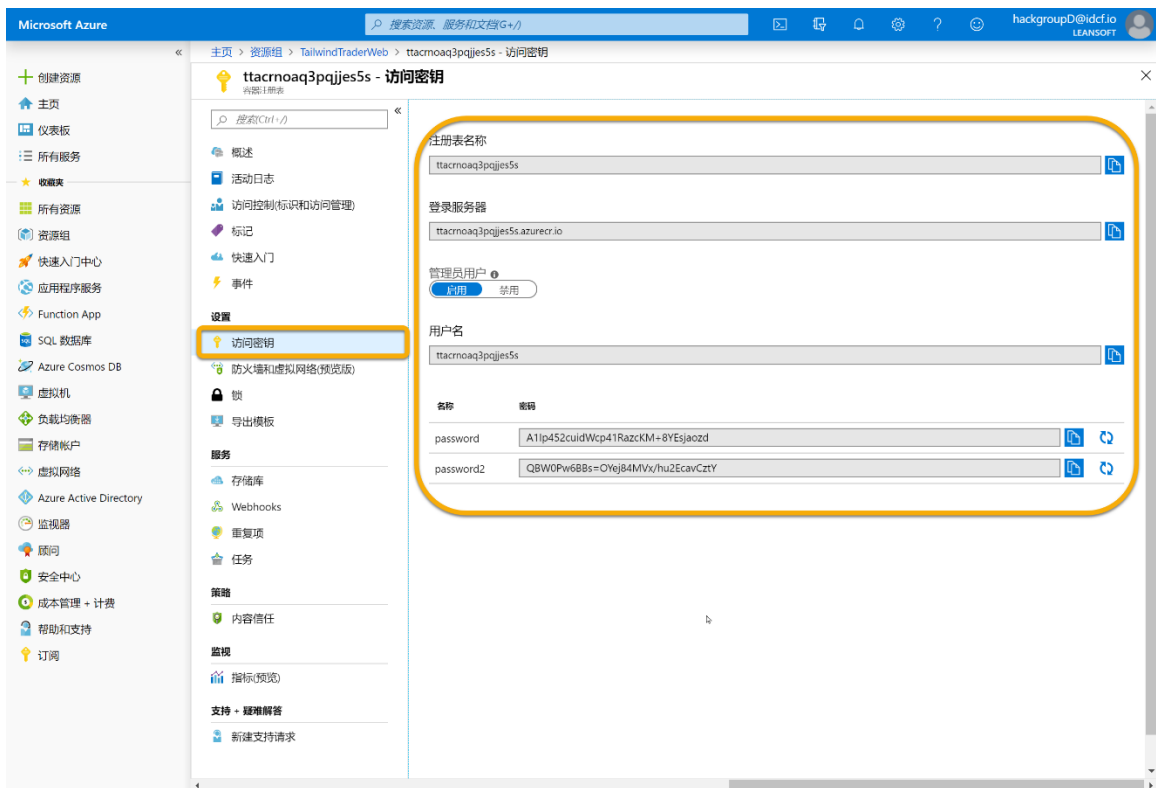 Microsoft Azure
搜索资源、服务和文档(G+/)
hackgroupD@idcf.io
LEANSOFT
主页 > 资源组 > TailwindTraderWeb > ttacrnoaq3pqjjes5s - 访问密钥
创建资源
主页
仪表板
所有服务
收藏夹
所有资源
资源组
快速入门中心
应用程序服务
Function App
SQL 数据库
Azure Cosmos DB
虚拟机
负载均衡器
存储帐户
虚拟网络
Azure Active Directory
监视器
顾问
安全中心
成本管理 + 计费
帮助和支持
订阅
ttacrnoaq3pqjjes5s - 访问密钥
容器注册表
搜索(Ctrl+/)
概述
活动日志
访问控制(标识和访问管理)
标记
快速入门
事件
设置
访问密钥
防火墙和虚拟网络(预览版)
锁
导出模板
服务
存储库
Webhooks
重复项
任务
策略
内容信任
监视
指标(预览)
支持 + 疑难解答
新建支持请求
注册表名称
ttacrnoaq3pqjjes5s
登录服务器
ttacrnoaq3pqjjes5s.azurecr.io
管理员用户
启用 禁用
用户名
ttacrnoaq3pqjjes5s
名称 密码
password A1Ip452cuidWcp41RazcKM+8YEsjaozd
password2 QBW0Pw6BBs=OYej84MVx/hu2EcavCztY